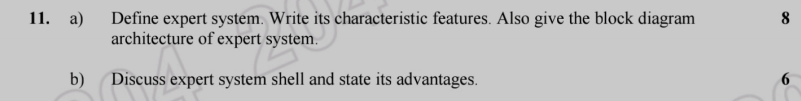 11. a) Define expert system. Write its characteristic features. Also give the block diagram 8
architecture of expert system.
b) Discuss expert system shell and state its advantages. 6